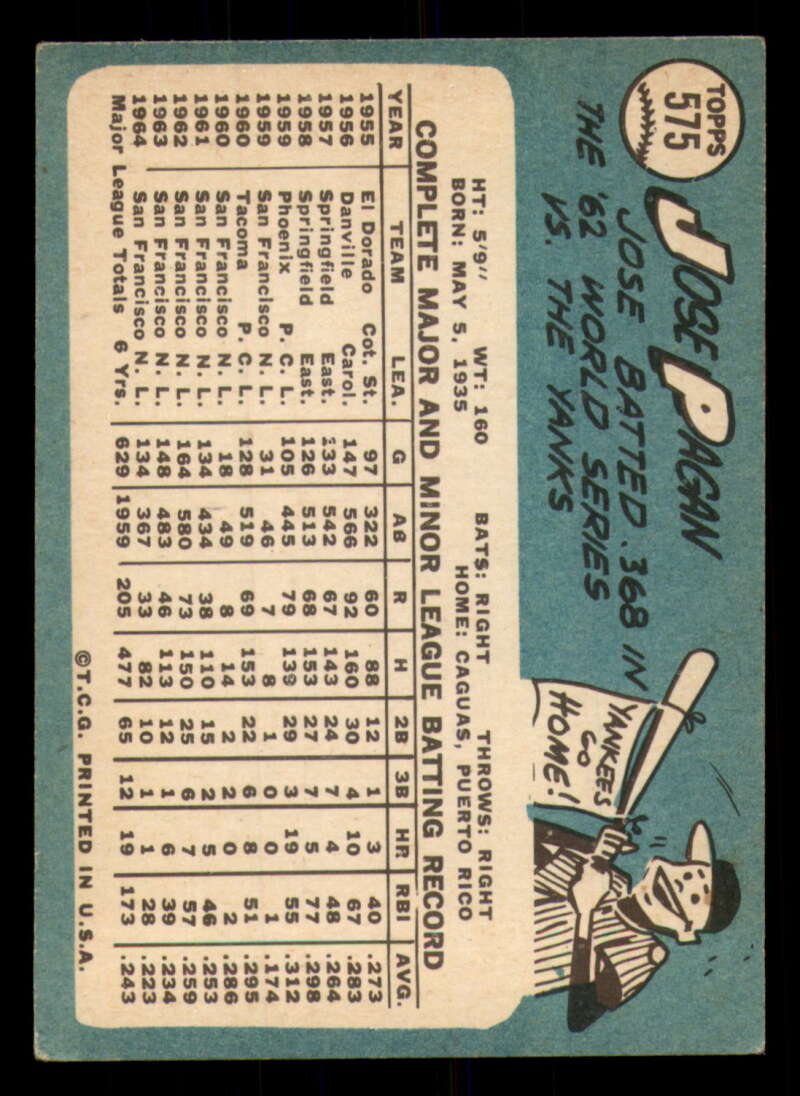 TOPPS
575
JOSE PAGAN
JOSE BATTED .368 IN
THE '62 WORLD SERIES
VS. THE YANKS
YANKEES
GO
HOME!
HT: 5'9" WT: 160 BATS: RIGHT THROWS: RIGHT
BORN: MAY 5, 1935 HOME: CAGUAS, PUERTO RICO
COMPLETE MAJOR AND MINOR LEAGUE BATTING RECORD
YEAR TEAM LEA. G AB R H 2B 3B HR RBI AVG.
1955 El Dorado Cot. St. 97 322 60 88 12 1 3 40 .273
1956 Danville Carol. 147 566 92 160 30 4 10 67 .283
1957 Springfield East. 133 542 67 143 24 7 4 48 .264
1958 Springfield East. 126 513 68 153 27 7 5 77 .298
1959 Phoenix P. C. L. 105 445 79 139 29 3 19 55 .312
1959 San Francisco N. L. 31 46 7 8 1 0 0 1 .174
1960 Tacoma P. C. L. 128 519 69 153 22 6 8 51 .295
1960 San Francisco N. L. 18 49 8 14 2 2 0 2 .286
1961 San Francisco N. L. 134 434 38 110 15 2 5 46 .253
1962 San Francisco N. L. 164 580 73 150 25 6 7 57 .259
1963 San Francisco N. L. 148 483 46 113 12 1 6 39 .234
1964 San Francisco N. L. 134 367 33 82 10 1 1 28 .223
Major League Totals 6 Yrs. 629 1959 205 477 65 12 19 173 .243
©T.C.G. PRINTED IN U.S.A.